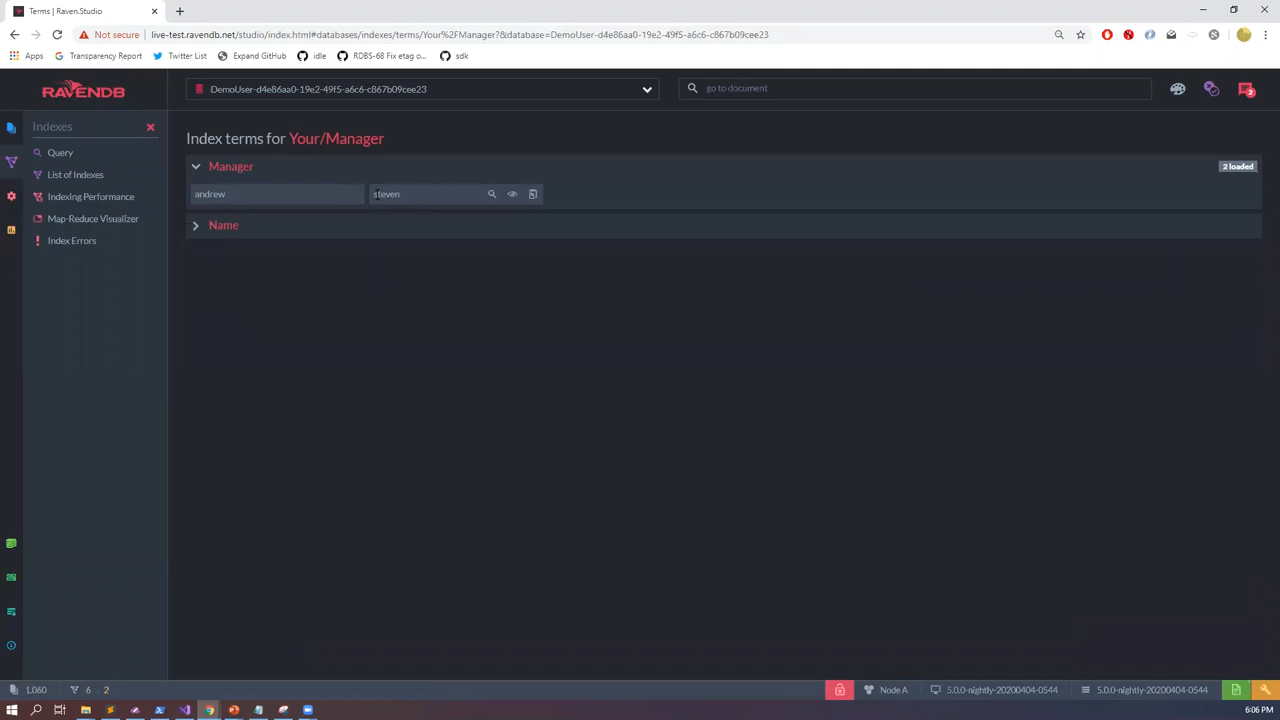 Terms | Raven.Studio
Not secure live-test.ravendb.net/studio/index.html#databases/indexes/terms/Your%2FManager?&database=DemoUser-d4e86aa0-19e2-49f5-a6c6-c867b09cee23
Apps Transparency Report Twitter List Expand GitHub idle RDBS-68 Fix etag o... sdk
RAVENDB DemoUser-d4e86aa0-19e2-49f5-a6c6-c867b09cee23 go to document 2
Indexes
Query
List of Indexes
Indexing Performance
Map-Reduce Visualizer
Index Errors
Index terms for Your/Manager
Manager 2 loaded
andrew steven
Name
1,060 6 2 Node A 5.0.0-nightly-20200404-0544 5.0.0-nightly-20200404-0544
6:06 PM